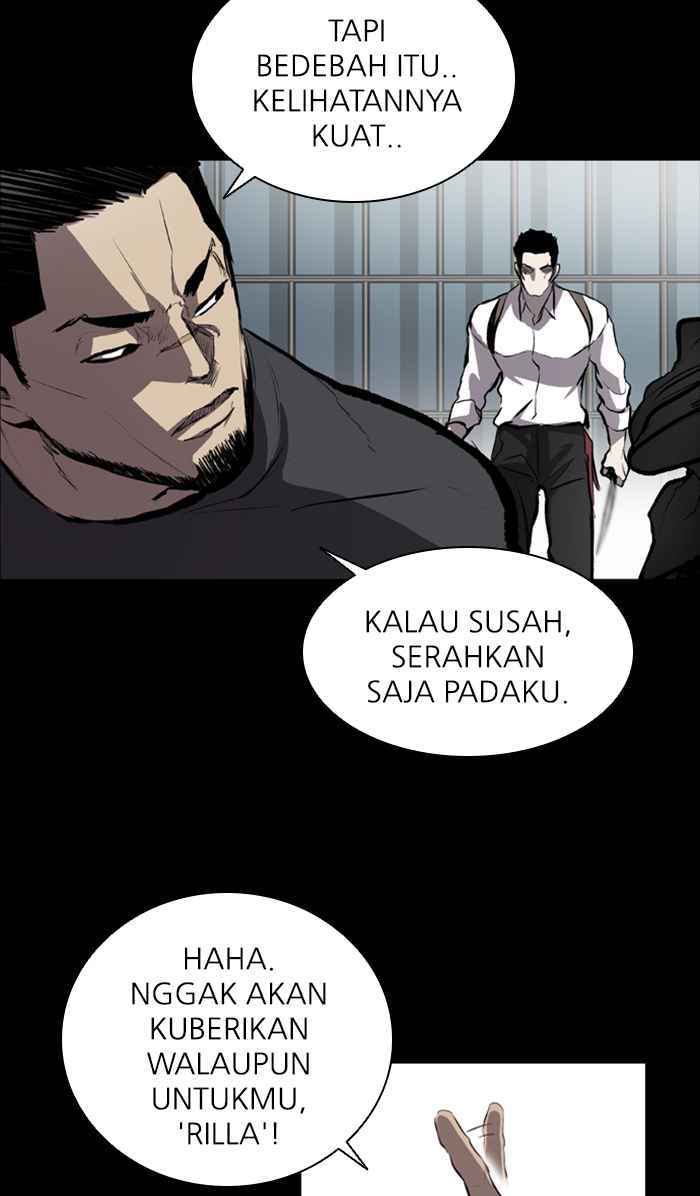 TAPI
BEDEBAH ITU..
KELIHATANNYA
KUAT..
KALAU SUSAH,
SERAHKAN
SAJA PADAKU.
HAHA.
NGGAK AKAN
KUBERIKAN
WALAUPUN
UNTUKMU,
'RILLA'!